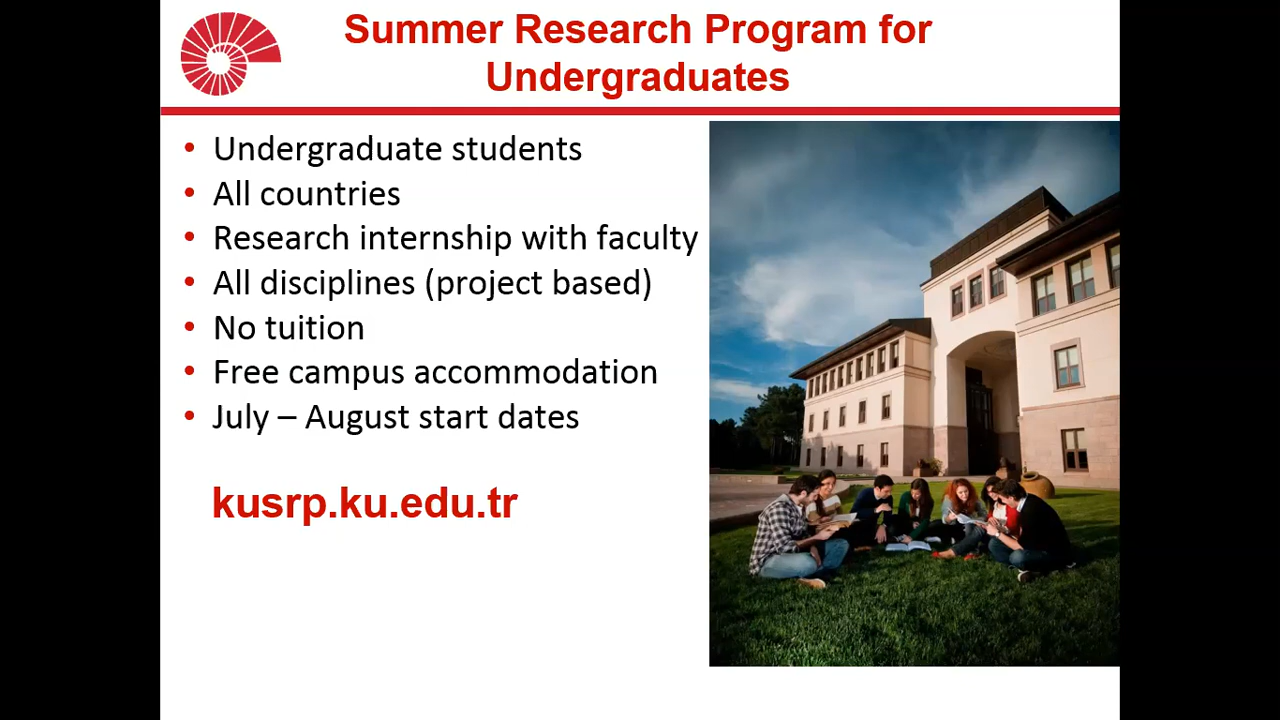 Summer Research Program for
Undergraduates
• Undergraduate students
• All countries
• Research internship with faculty
• All disciplines (project based)
• No tuition
• Free campus accommodation
• July – August start dates
kusrp.ku.edu.tr